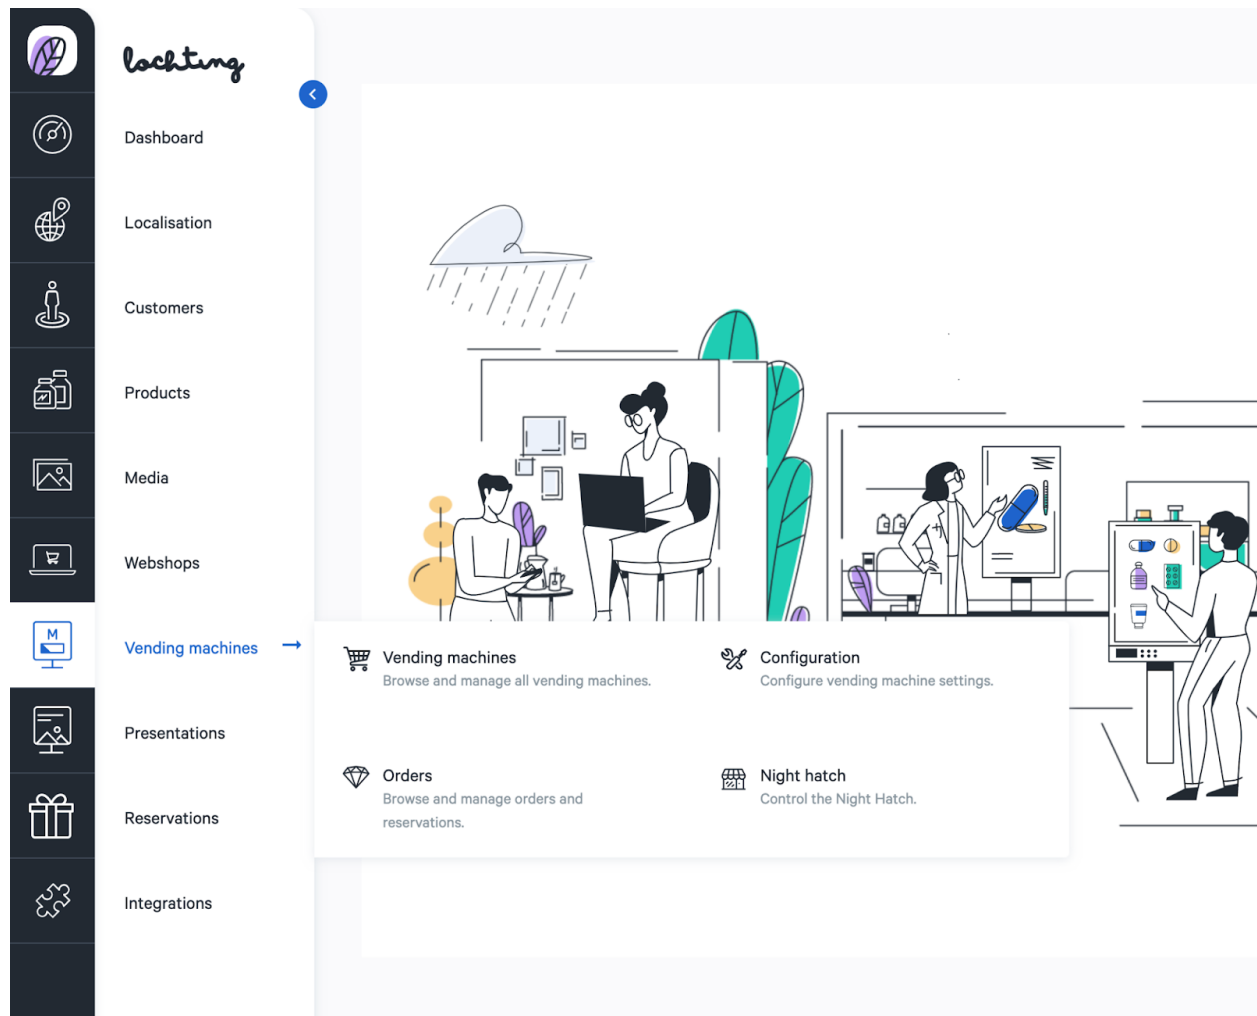 lochting
Dashboard
Localisation
Customers
Products
Media
Webshops
M
Vending machines
Presentations
Reservations
Integrations
Vending machines
Browse and manage all vending machines.
Configuration
Configure vending machine settings.
Orders
Browse and manage orders and
reservations.
Night hatch
Control the Night Hatch.